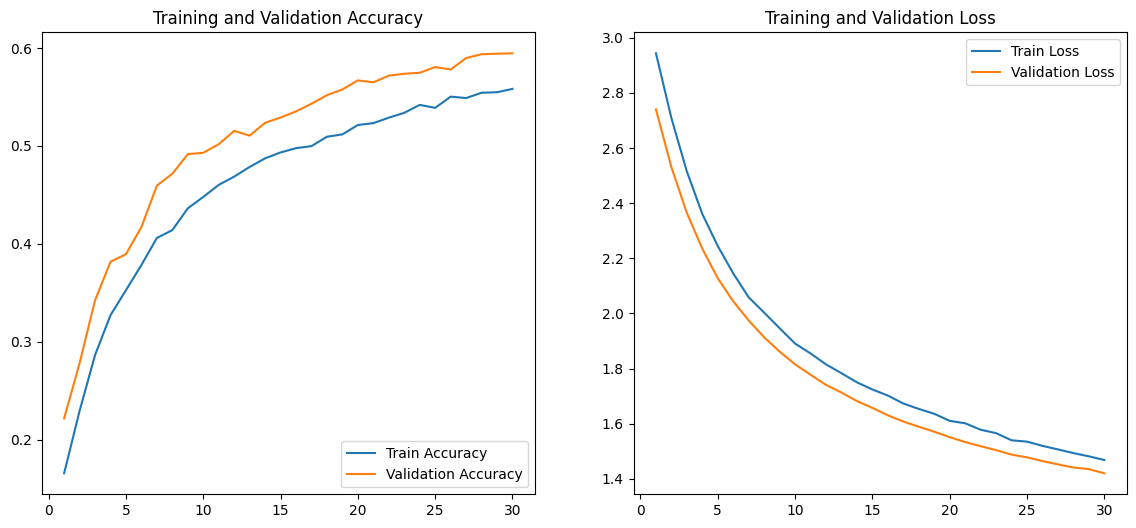 Training and Validation Accuracy
0.6
0.5
0.4
0.3
0.2
0 5 10 15 20 25 30
Train Accuracy
Validation Accuracy
Training and Validation Loss
3.0
2.8
2.6
2.4
2.2
2.0
1.8
1.6
1.4
0 5 10 15 20 25 30
Train Loss
Validation Loss